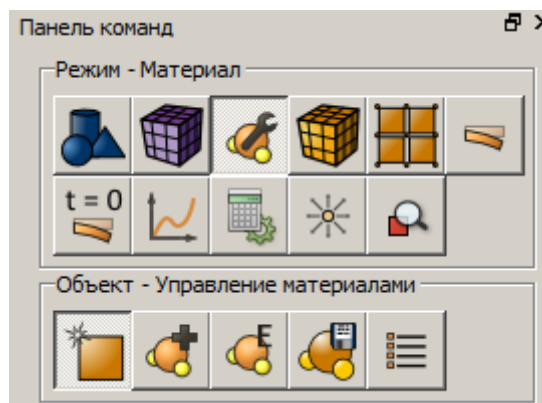 Панель команд
Режим - Материал
t = 0
Объект - Управление материалами
E